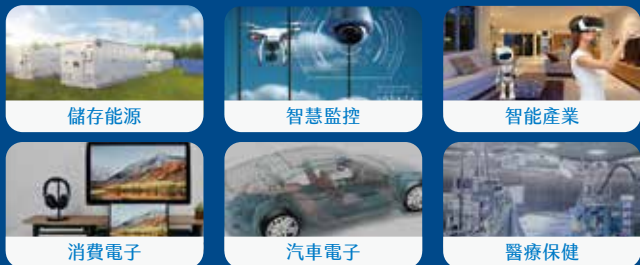 儲存能源
智慧監控
智能產業
消費電子
汽車電子
醫療保健